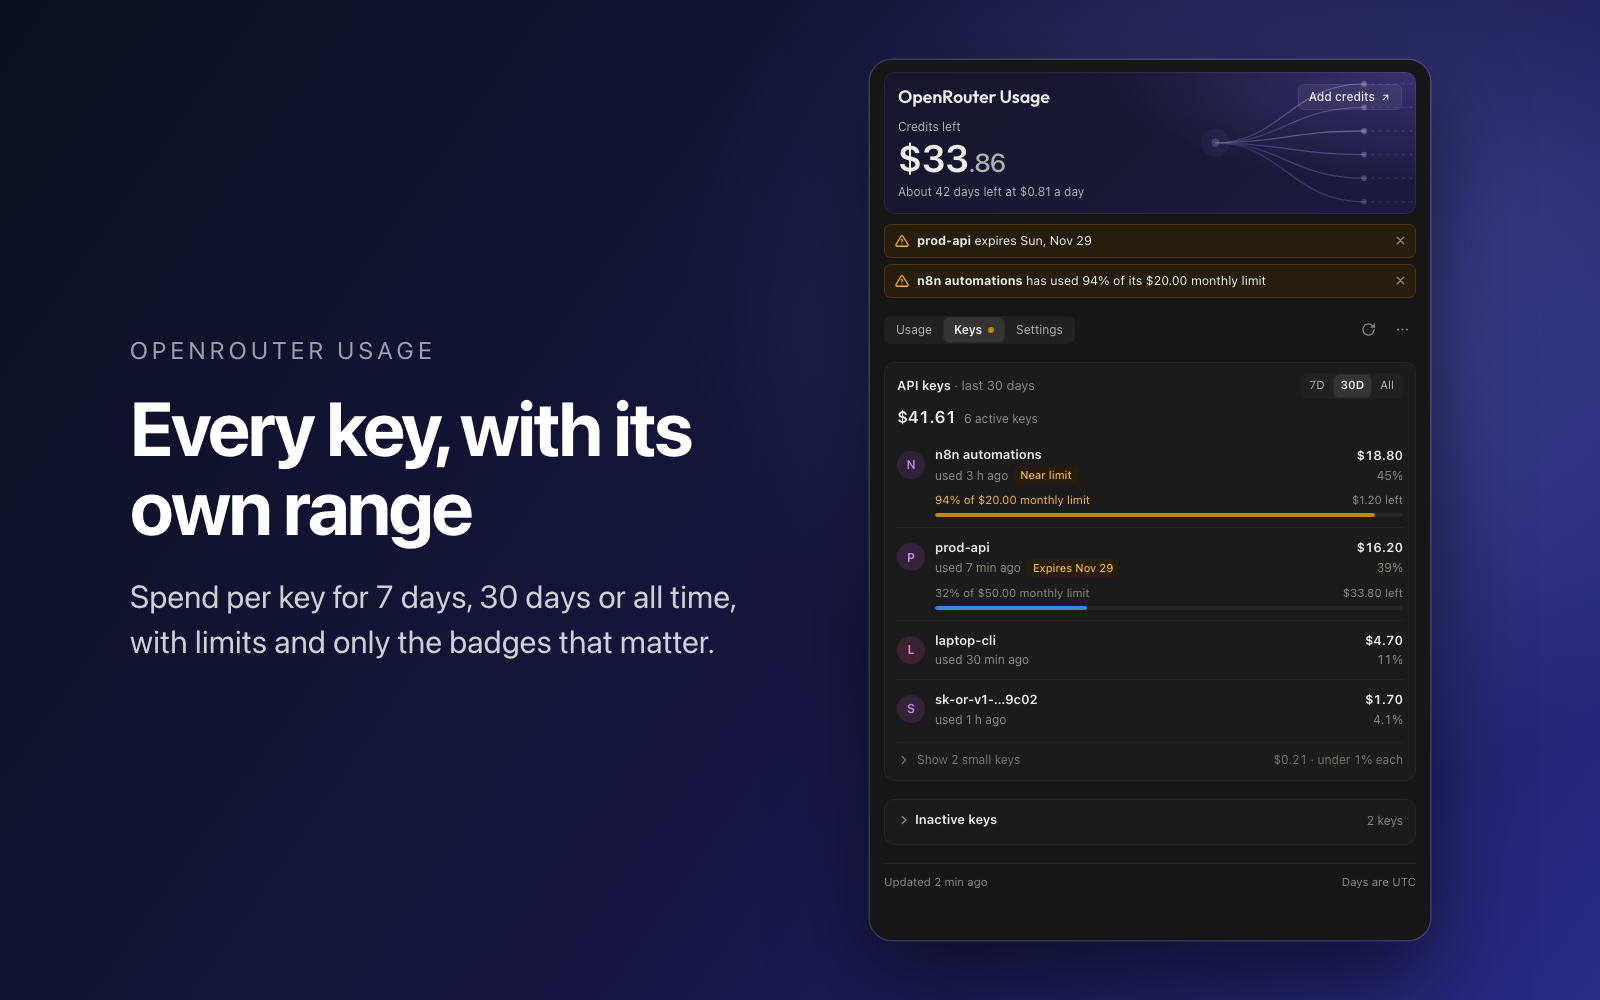 OPENROUTER USAGE
Every key, with its
own range
Spend per key for 7 days, 30 days or all time,
with limits and only the badges that matter.
OpenRouter Usage
Add credits ↗
Credits left
$33.86
About 42 days left at $0.81 a day
prod-api expires Sun, Nov 29
n8n automations has used 94% of its $20.00 monthly limit
Usage Keys Settings
API keys · last 30 days 7D 30D All
$41.61 6 active keys
N n8n automations $18.80
used 3 h ago Near limit 45%
94% of $20.00 monthly limit $1.20 left
P prod-api $16.20
used 7 min ago Expires Nov 29 39%
32% of $50.00 monthly limit $33.80 left
L laptop-cli $4.70
used 30 min ago 11%
S sk-or-v1-...9c02 $1.70
used 1 h ago 4.1%
Show 2 small keys $0.21 · under 1% each
Inactive keys 2 keys
Updated 2 min ago Days are UTC